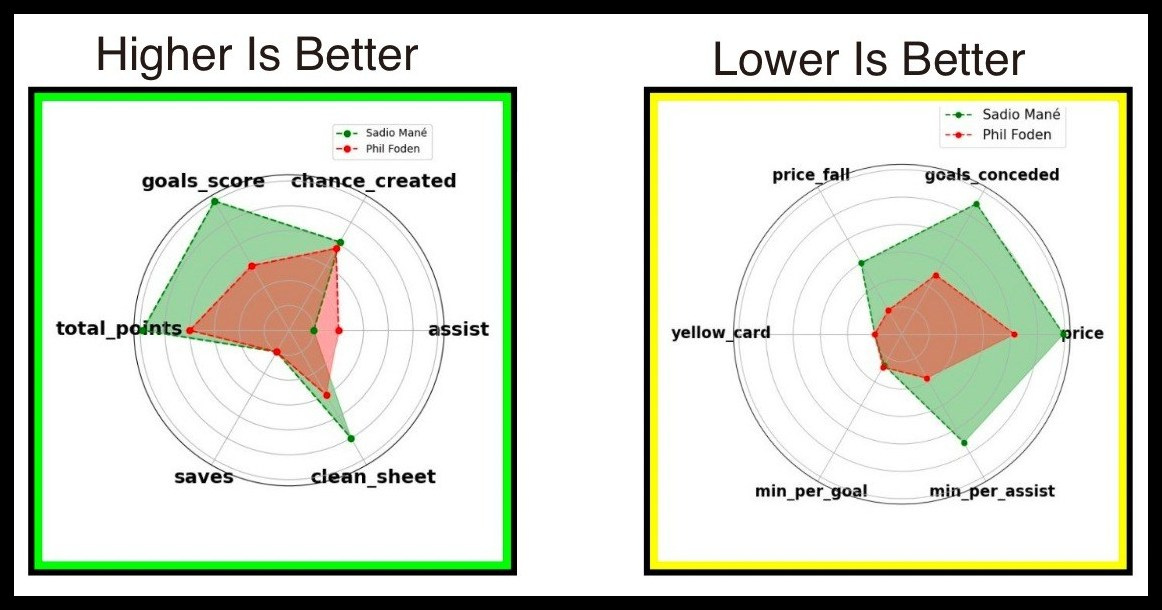 Higher Is Better
Sadio Mané
Phil Foden
goals_score
chance_created
total_points
assist
saves
clean_sheet
Lower Is Better
Sadio Mané
Phil Foden
price_fall
goals_conceded
yellow_card
price
min_per_goal
min_per_assist